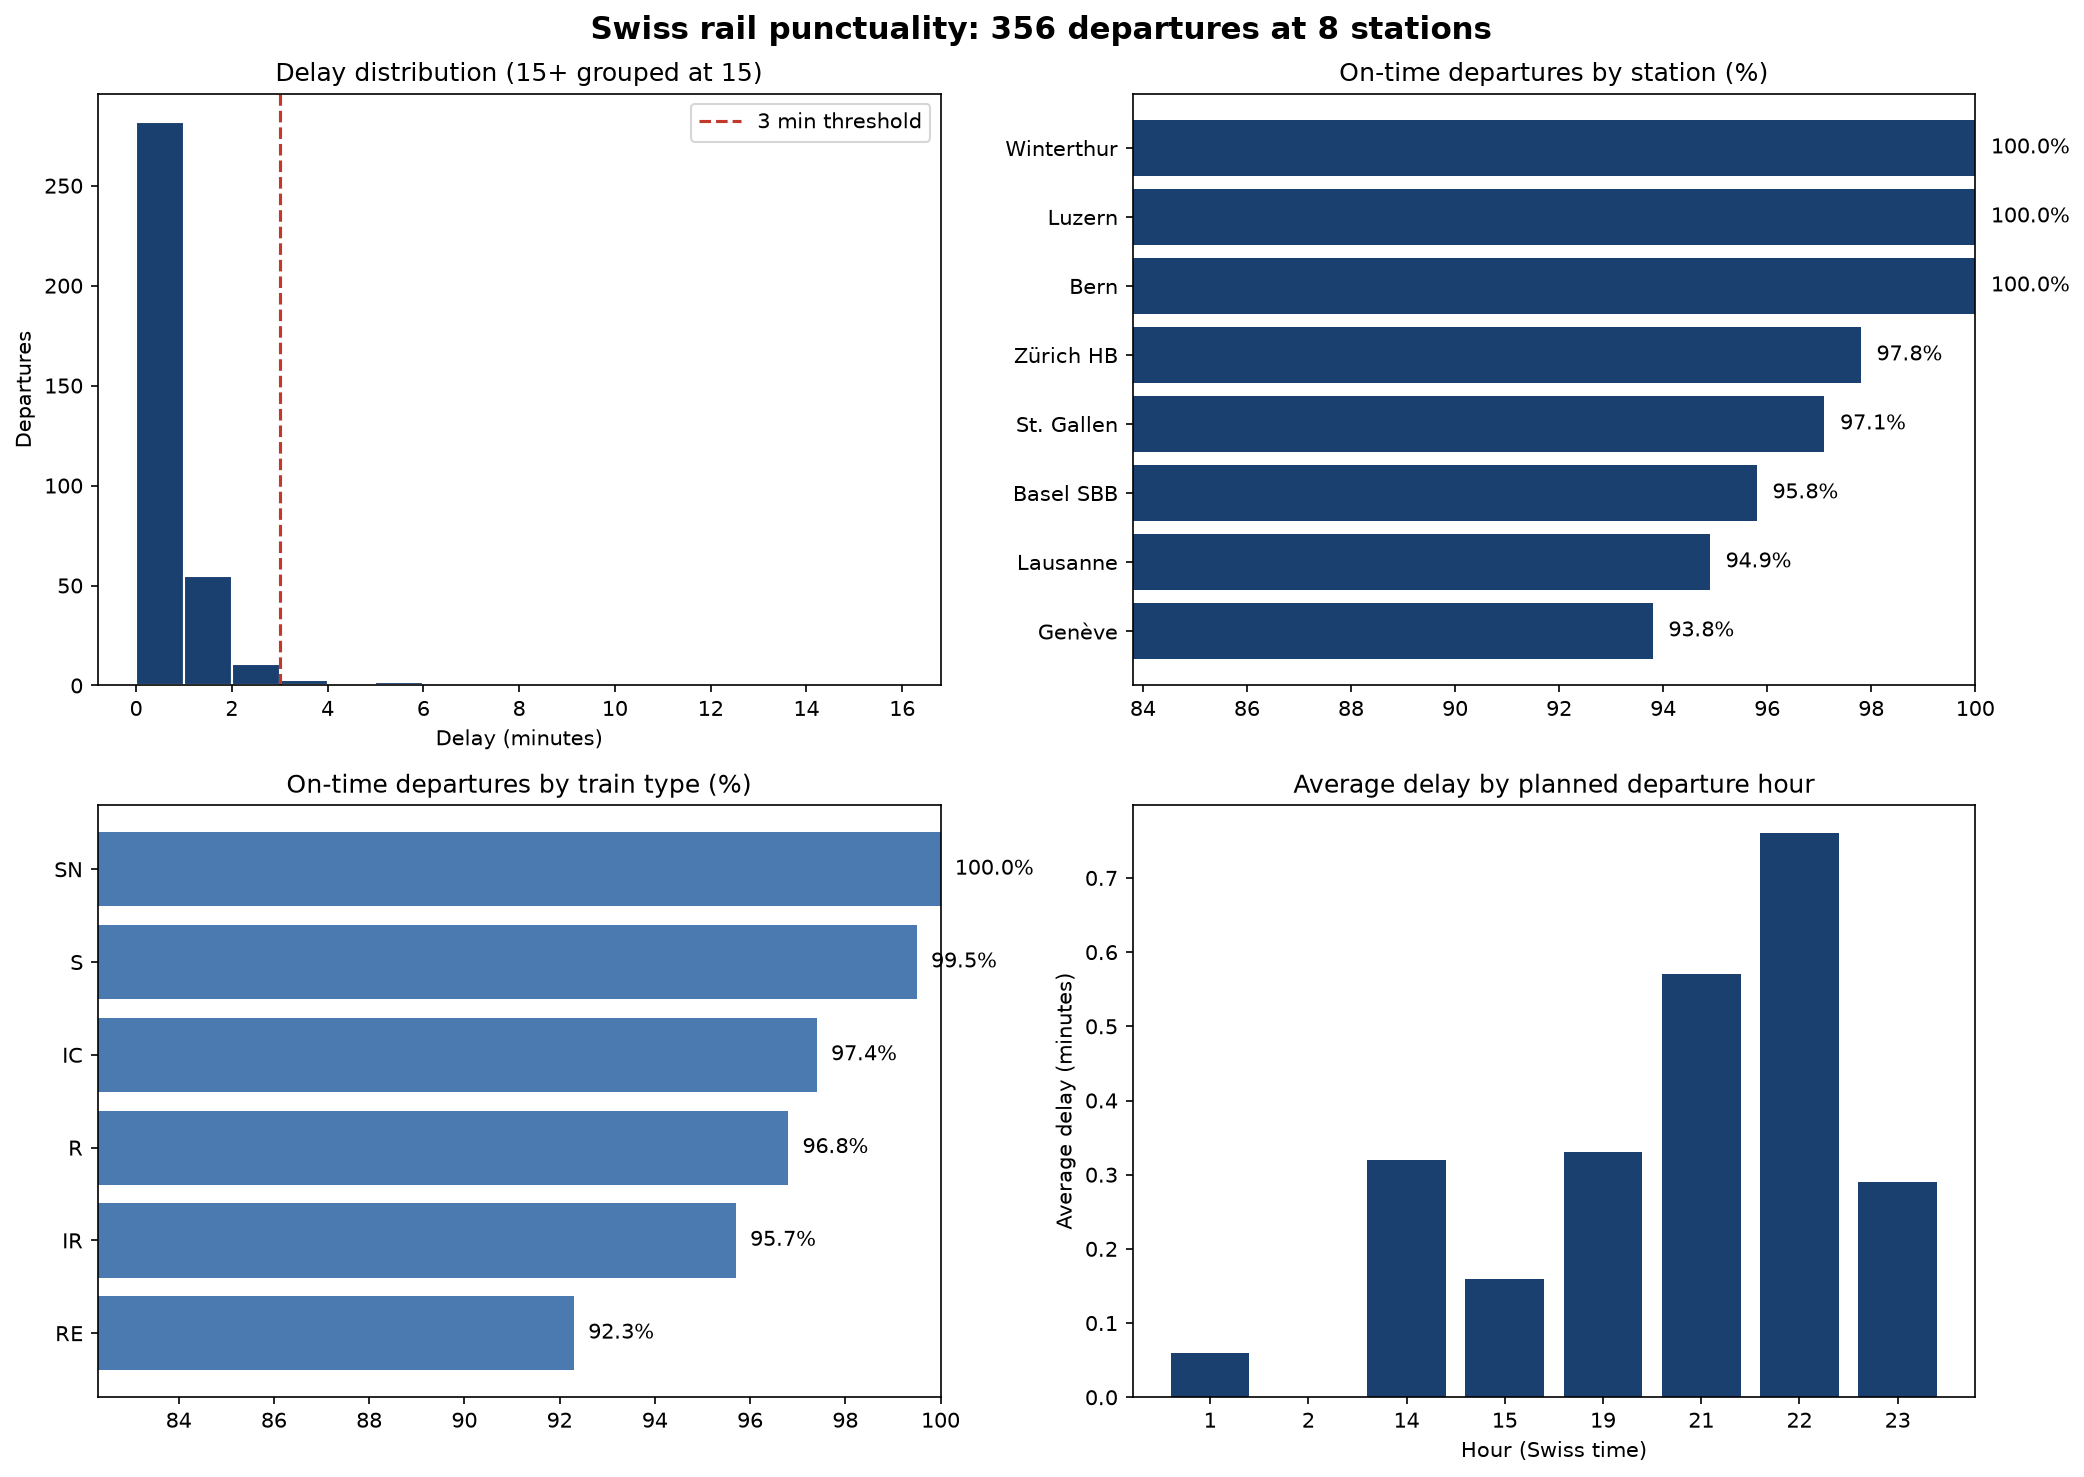 Swiss rail punctuality: 356 departures at 8 stations
Delay distribution (15+ grouped at 15)
3 min threshold
Departures
250
200
150
100
50
0
0 2 4 6 8 10 12 14 16
Delay (minutes)
On-time departures by station (%)
Winterthur 100.0%
Luzern 100.0%
Bern 100.0%
Zürich HB 97.8%
St. Gallen 97.1%
Basel SBB 95.8%
Lausanne 94.9%
Genève 93.8%
84 86 88 90 92 94 96 98 100
On-time departures by train type (%)
SN 100.0%
S 99.5%
IC 97.4%
R 96.8%
IR 95.7%
RE 92.3%
84 86 88 90 92 94 96 98 100
Average delay by planned departure hour
Average delay (minutes)
0.7
0.6
0.5
0.4
0.3
0.2
0.1
0.0
1 2 14 15 19 21 22 23
Hour (Swiss time)